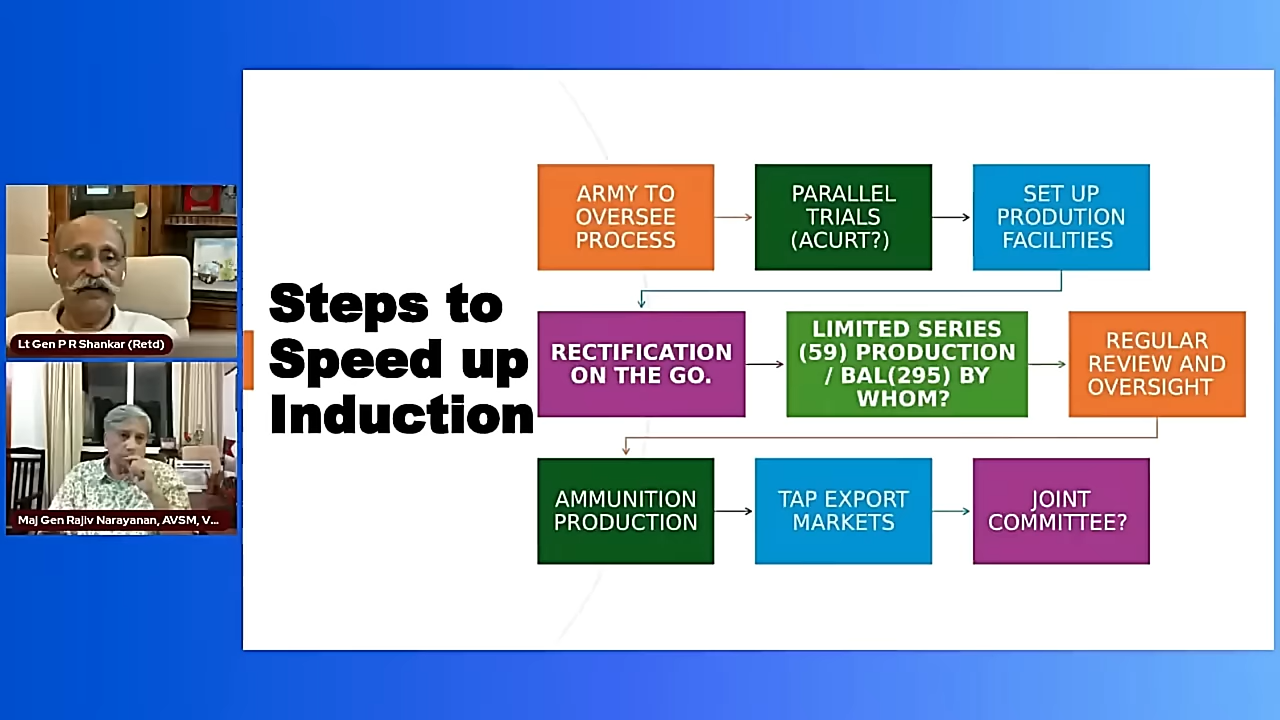 Lt Gen P R Shankar (Retd)
Maj Gen Rajiv Narayanan, AVSM, V...
Steps to
Speed up
Induction
ARMY TO
OVERSEE
PROCESS
PARALLEL
TRIALS
(ACURT?)
SET UP
PRODUTION
FACILITIES
RECTIFICATION
ON THE GO.
LIMITED SERIES
(59) PRODUCTION
/ BAL(295) BY
WHOM?
REGULAR
REVIEW AND
OVERSIGHT
AMMUNITION
PRODUCTION
TAP EXPORT
MARKETS
JOINT
COMMITTEE?